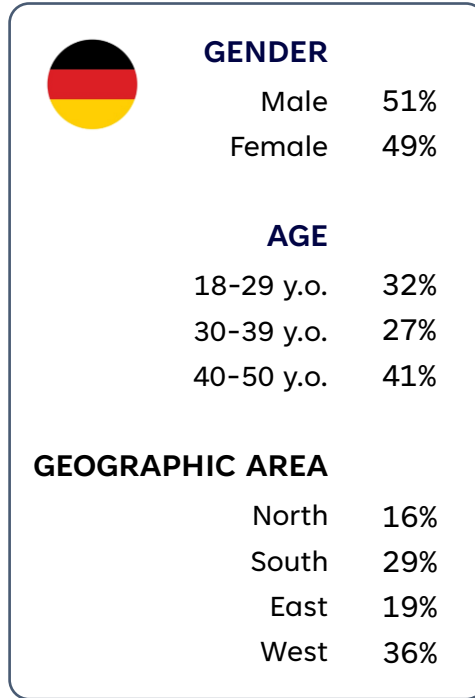 GENDER
Male 51%
Female 49%
AGE
18-29 y.o. 32%
30-39 y.o. 27%
40-50 y.o. 41%
GEOGRAPHIC AREA
North 16%
South 29%
East 19%
West 36%